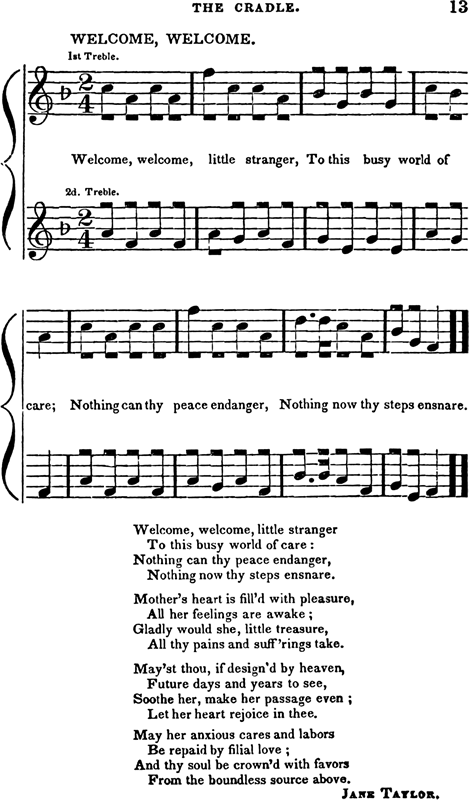 THE CRADLE. 13
WELCOME, WELCOME.
1st Treble.
2/4
Welcome, welcome, little stranger, To this busy world of
2d. Treble.
2/4
care; Nothing can thy peace endanger, Nothing now thy steps ensnare.
Welcome, welcome, little stranger
To this busy world of care:
Nothing can thy peace endanger,
Nothing now thy steps ensnare.
Mother's heart is fill'd with pleasure,
All her feelings are awake;
Gladly would she, little treasure,
All thy pains and suff'rings take.
May'st thou, if design'd by heaven,
Future days and years to see,
Soothe her, make her passage even;
Let her heart rejoice in thee.
May her anxious cares and labors
Be repaid by filial love;
And thy soul be crown'd with favors
From the boundless source above.
JANE TAYLOR.